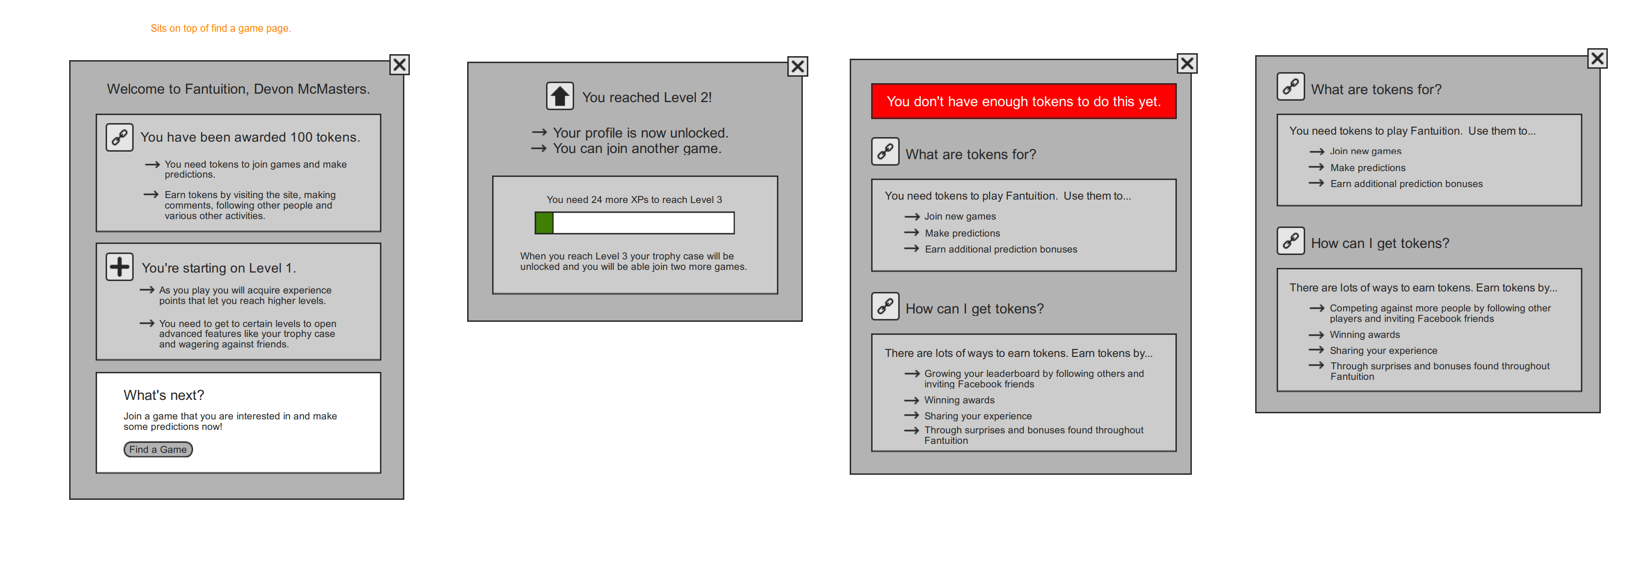 Sits on top of find a game page.
Welcome to Fantuition, Devon McMasters.
You have been awarded 100 tokens.
You need tokens to join games and make
predictions.
Earn tokens by visiting the site, making
comments, following other people and
various other activities.
You're starting on Level 1.
As you play you will acquire experience
points that let you reach higher levels.
You need to get to certain levels to open
advanced features like your trophy case
and wagering against friends.
What's next?
Join a game that you are interested in and make
some predictions now!
Find a Game
You reached Level 2!
Your profile is now unlocked.
You can join another game.
You need 24 more XPs to reach Level 3
When you reach Level 3 your trophy case will be
unlocked and you will be able join two more games.
You don't have enough tokens to do this yet.
What are tokens for?
You need tokens to play Fantuition. Use them to...
Join new games
Make predictions
Earn additional prediction bonuses
How can I get tokens?
There are lots of ways to earn tokens. Earn tokens by...
Growing your leaderboard by following others and
inviting Facebook friends
Winning awards
Sharing your experience
Through surprises and bonuses found throughout
Fantuition
What are tokens for?
You need tokens to play Fantuition. Use them to...
Join new games
Make predictions
Earn additional prediction bonuses
How can I get tokens?
There are lots of ways to earn tokens. Earn tokens by...
Competing against more people by following other
players and inviting Facebook friends
Winning awards
Sharing your experience
Through surprises and bonuses found throughout
Fantuition